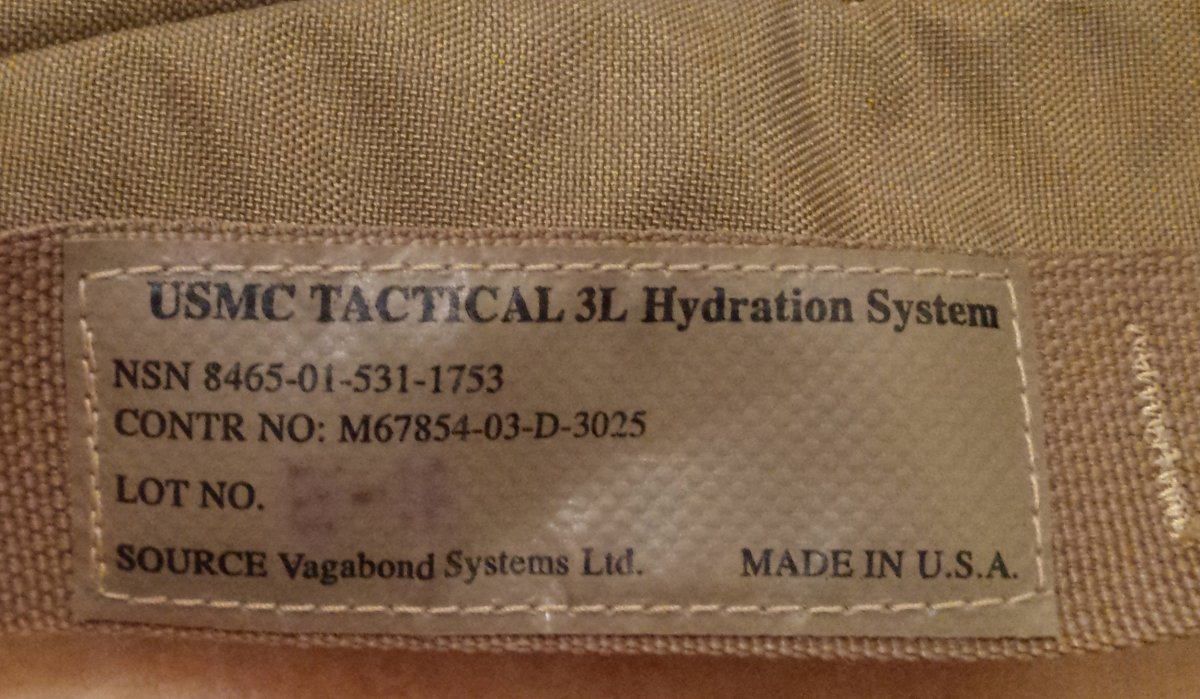 USMC TACTICAL 3L Hydration System
NSN 8465-01-531-1753
CONTR NO: M67854-03-D-3025
LOT NO.
SOURCE Vagabond Systems Ltd. MADE IN U.S.A.